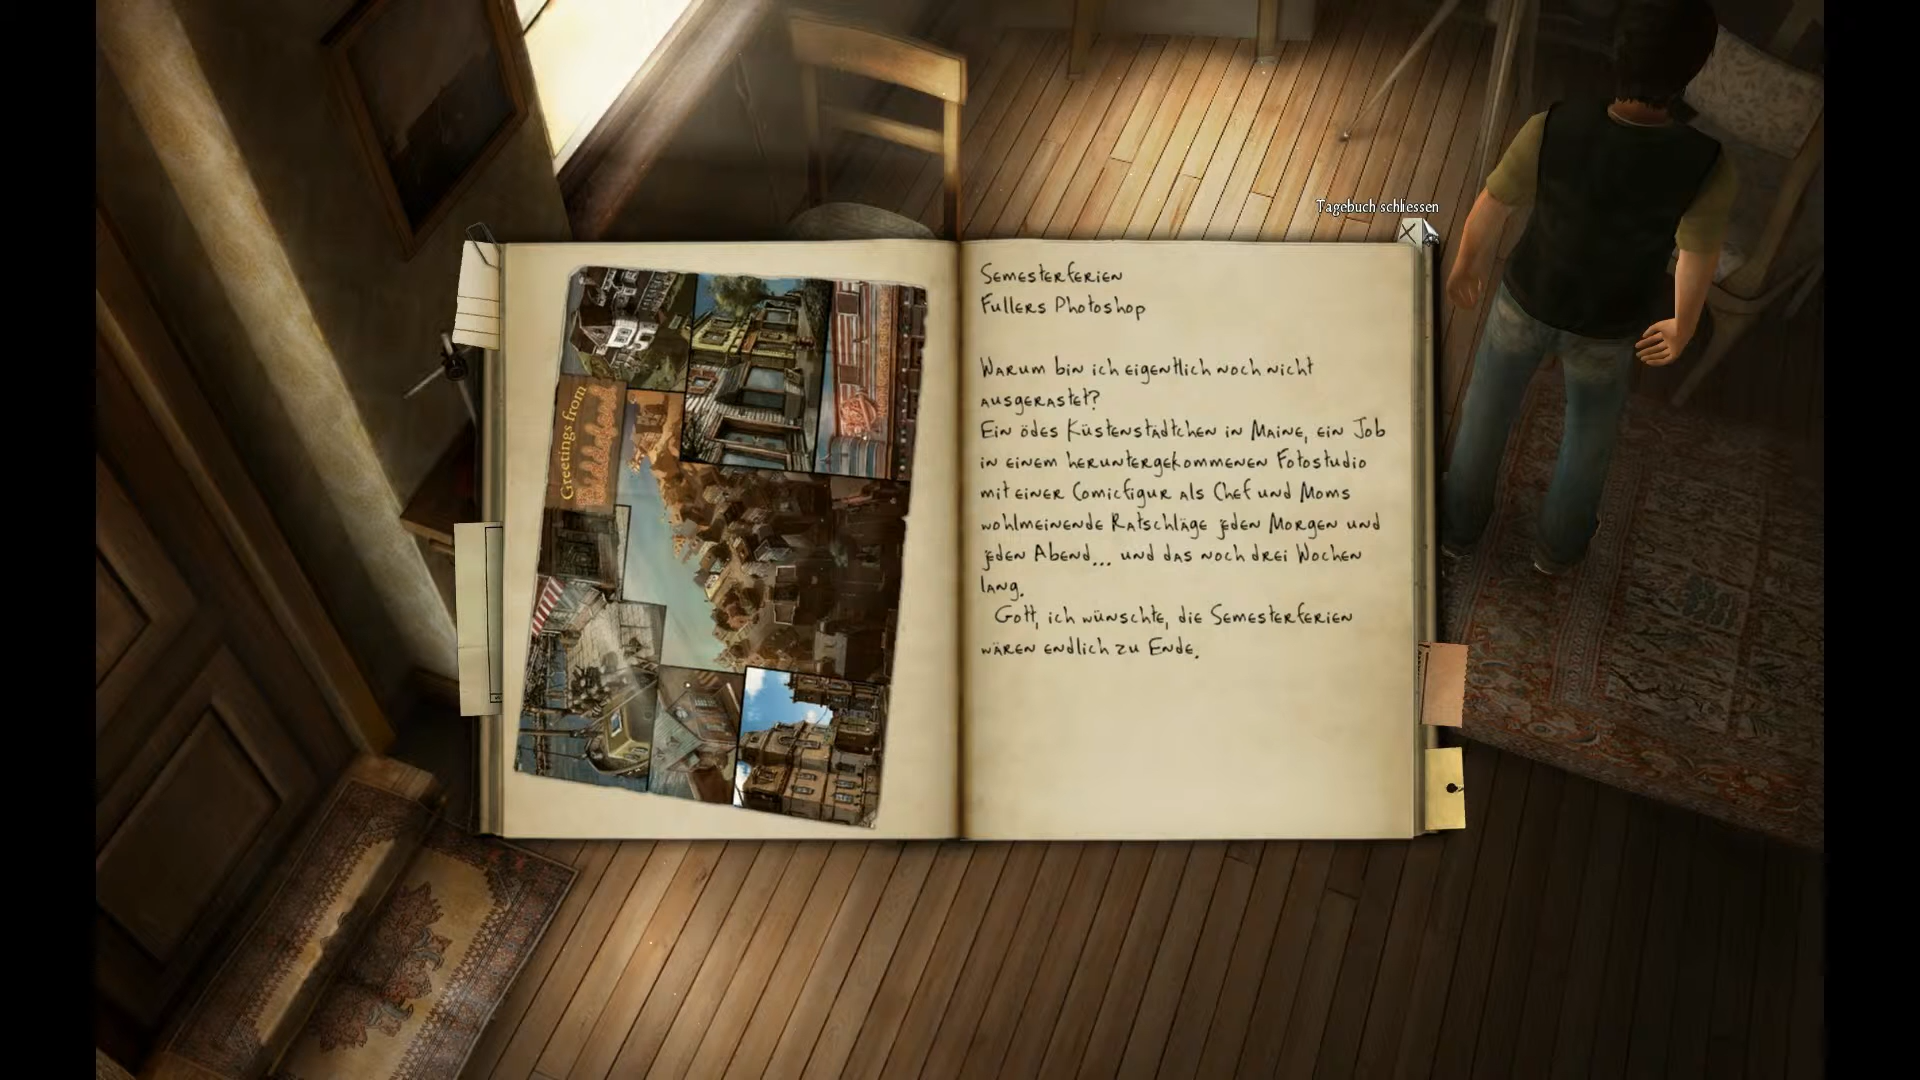 Tagebuch schliessen
Greetings from
Semesterferien
Fullers Photoshop
Warum bin ich eigentlich noch nicht
ausgerastet?
Ein ödes Küstenstädtchen in Maine, ein Job
in einem heruntergekommenen Fotostudio
mit einer Comicfigur als Chef und Moms
wohlmeinende Ratschläge jeden Morgen und
jeden Abend... und das noch drei Wochen
lang.
Gott, ich wünschte, die Semesterferien
wären endlich zu Ende.